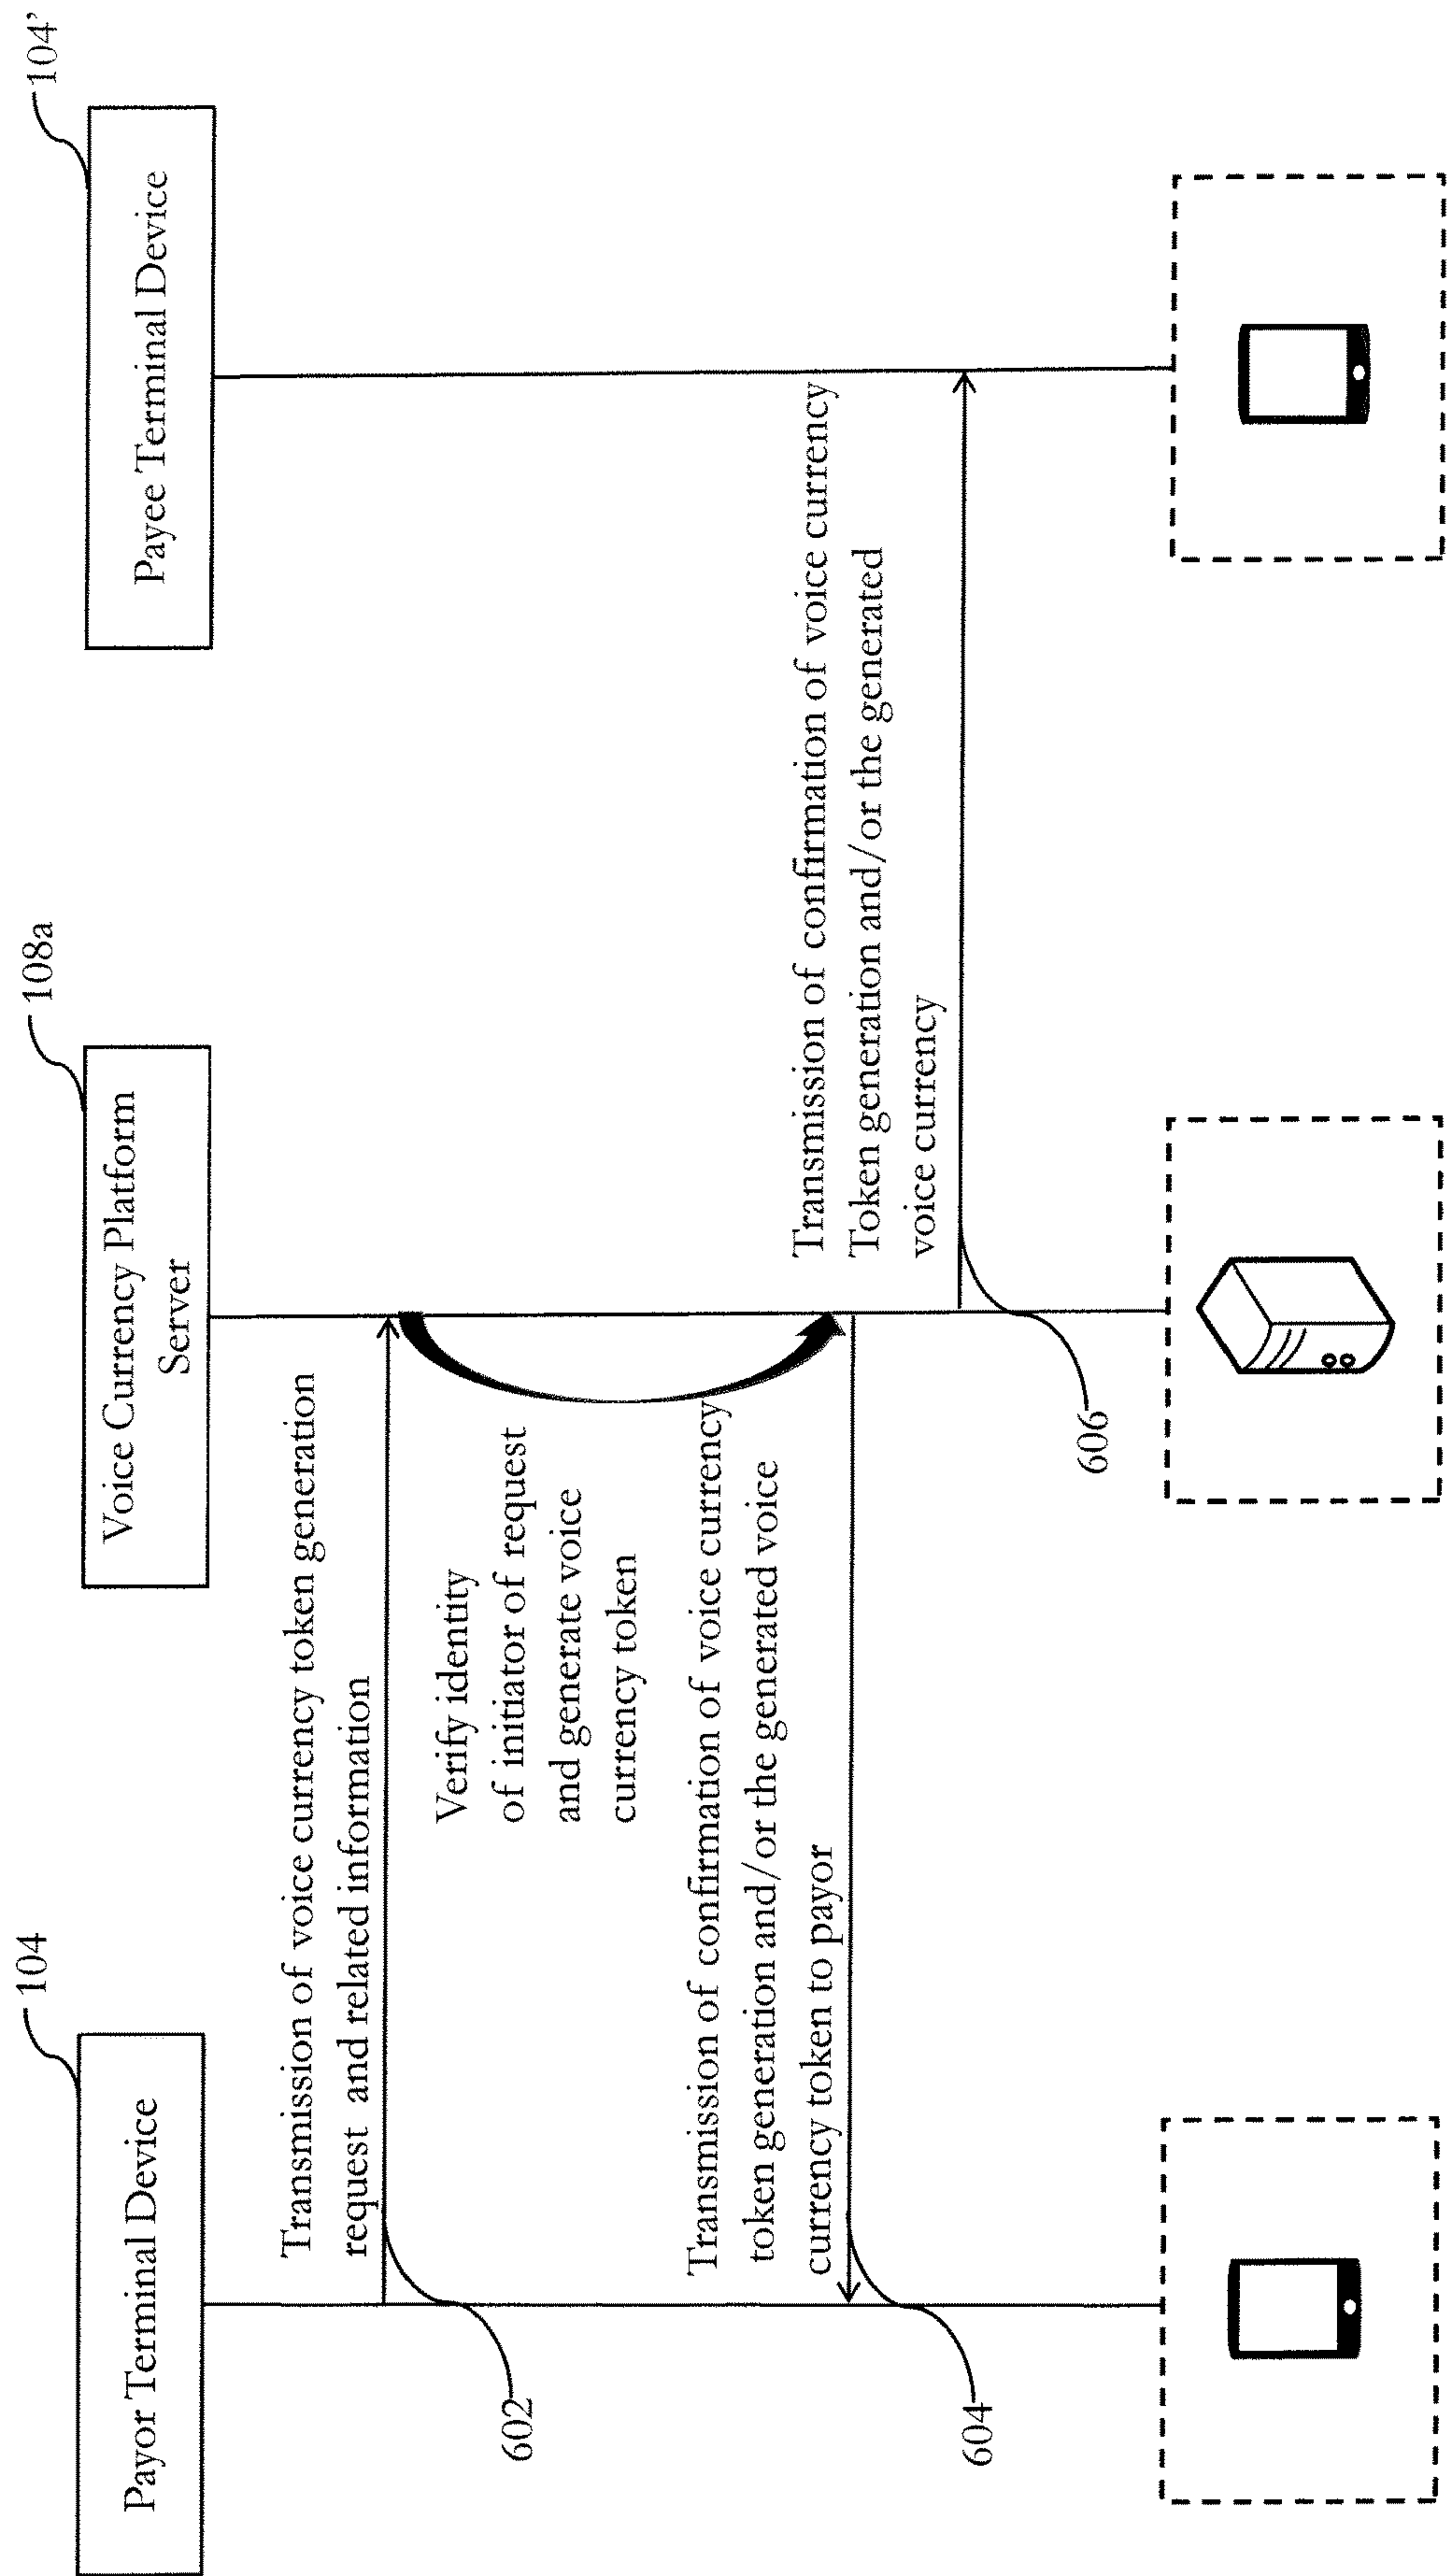 104
Payor Terminal Device
108a
Voice Currency Platform
Server
104’
Payee Terminal Device
Transmission of voice currency token generation
request and related information
602
Verify identity
of initiator of request
and generate voice
currency token
Transmission of confirmation of voice currency
token generation and/or the generated voice
currency token to payor
604
Transmission of confirmation of voice currency
Token generation and/or the generated
voice currency
606